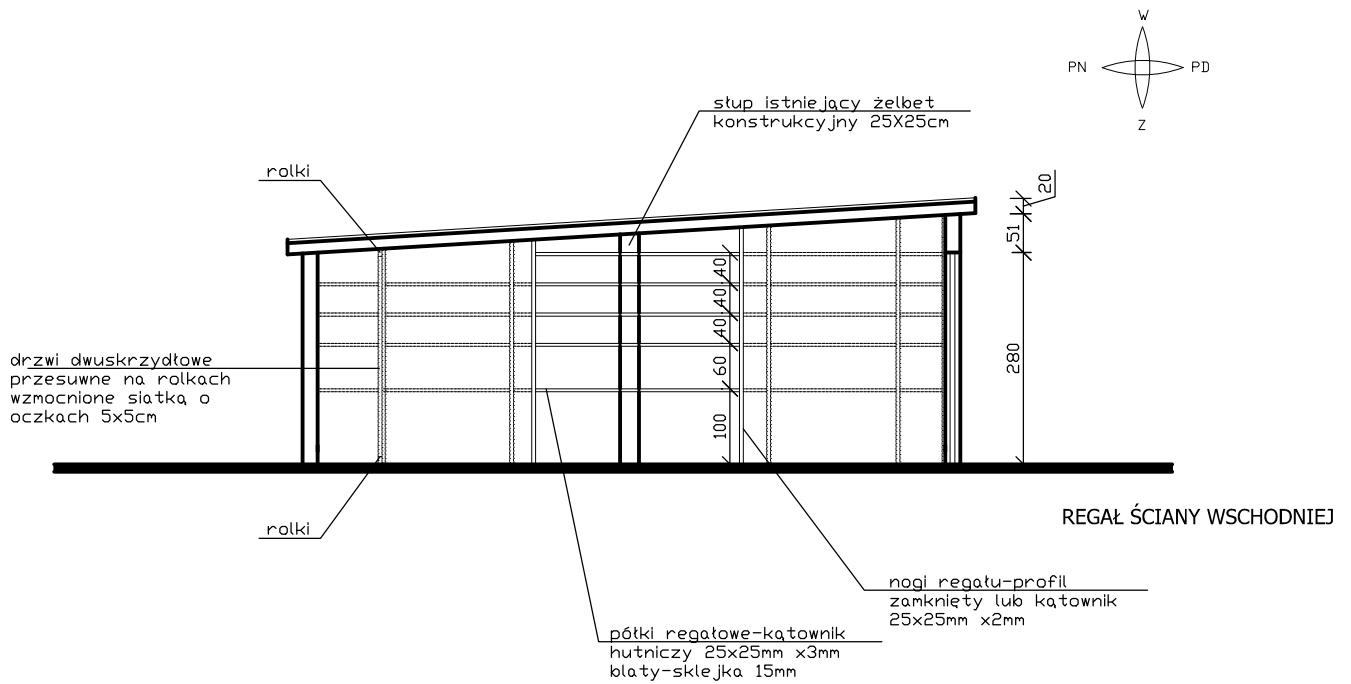 W
PN
PD
Z
słup istniejący żelbet
konstrukcyjny 25X25cm
rolki
20
51
280
40
40
40
60
100
drzwi dwuskrzydłowe
przesuwne na rolkach
wzmocnione siatką o
oczkach 5x5cm
rolki
REGAŁ ŚCIANY WSCHODNIEJ
nogi regału-profil
zamknięty lub kątownik
25x25mm x2mm
półki regałowe-kątownik
hutniczy 25x25mm x3mm
blaty-sklejka 15mm